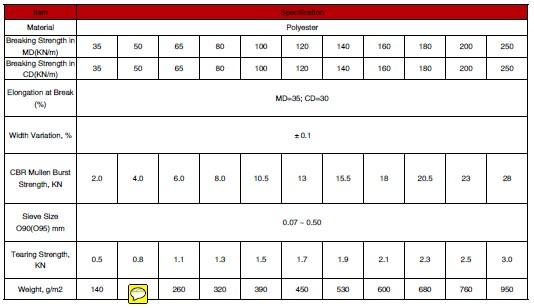 Item Specification
Material Polyester
Breaking Strength in
MD(KN/m) 35 50 65 80 100 120 140 160 180 200 250
Breaking Strength in
CD(KN/m) 35 50 65 80 100 120 140 160 180 200 250
Elongation at Break
(%) MD=35; CD=30
Width Variation, % ± 0.1
CBR Mullen Burst
Strength, KN 2.0 4.0 6.0 8.0 10.5 13 15.5 18 20.5 23 28
Sieve Size
O90(O95) mm 0.07 ~ 0.50
Tearing Strength,
KN 0.5 0.8 1.1 1.3 1.5 1.7 1.9 2.1 2.3 2.5 3.0
Weight, g/m2 140 260 320 390 450 530 600 680 760 950